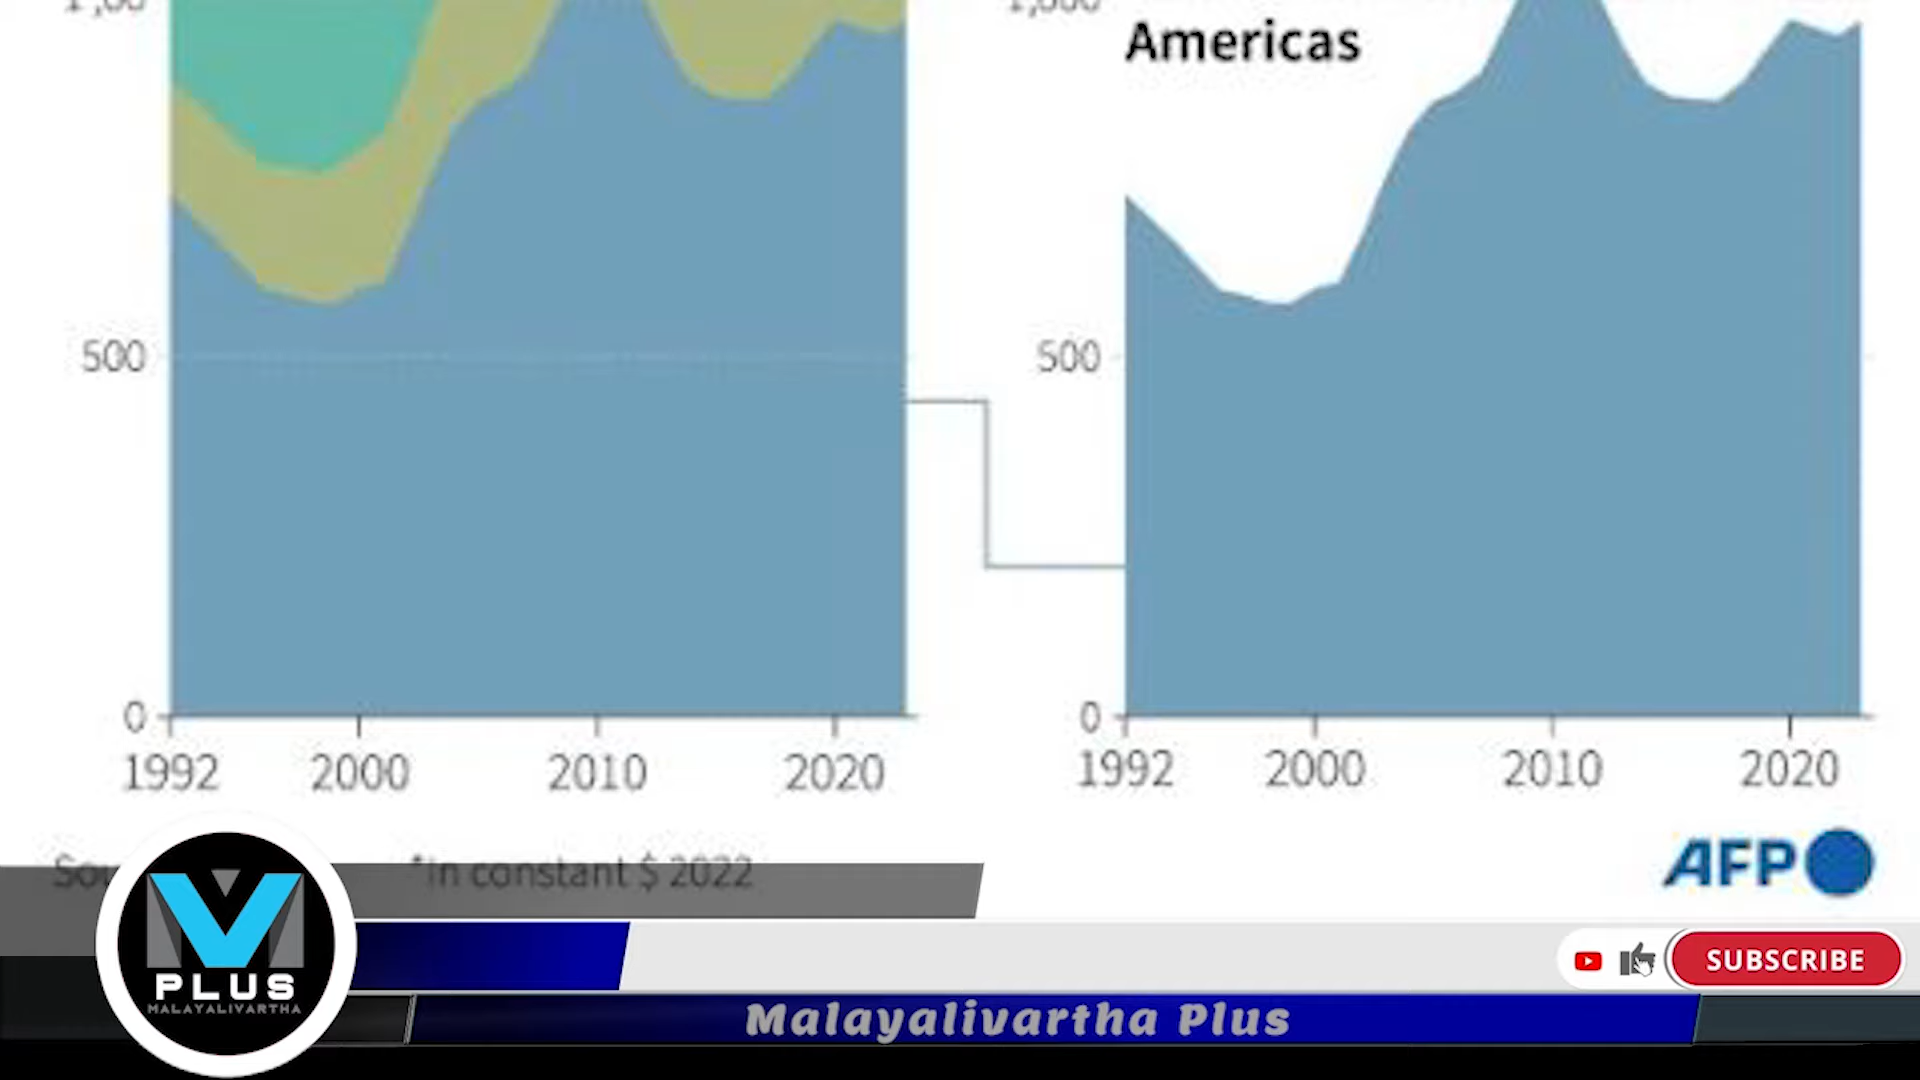 Americas
500
500
0
0
1992 2000 2010 2020
1992 2000 2010 2020
*In constant $ 2022
AFP
PLUS
MALAYALIVARTHA
SUBSCRIBE
Malayalivartha Plus